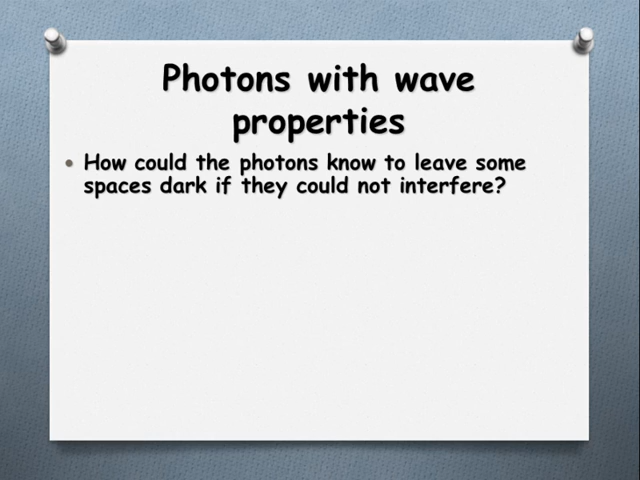 Photons with wave
properties
• How could the photons know to leave some
spaces dark if they could not interfere?